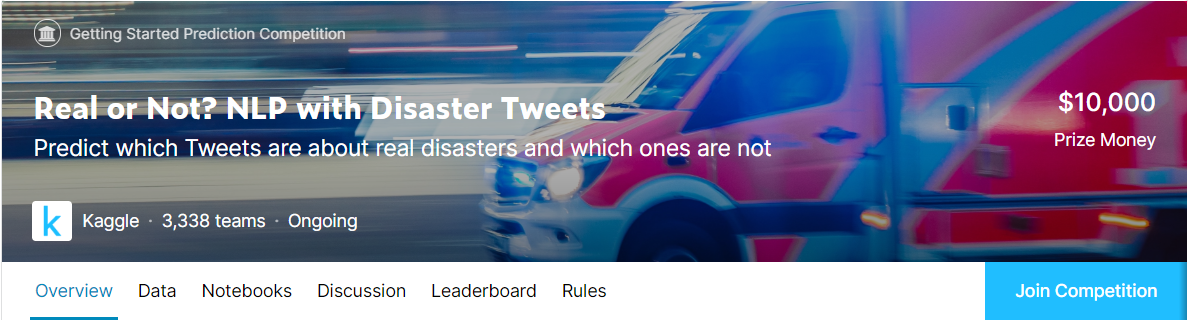 Getting Started Prediction Competition
Real or Not? NLP with Disaster Tweets
Predict which Tweets are about real disasters and which ones are not
$10,000
Prize Money
k
Kaggle · 3,338 teams · Ongoing
Overview Data Notebooks Discussion Leaderboard Rules Join Competition